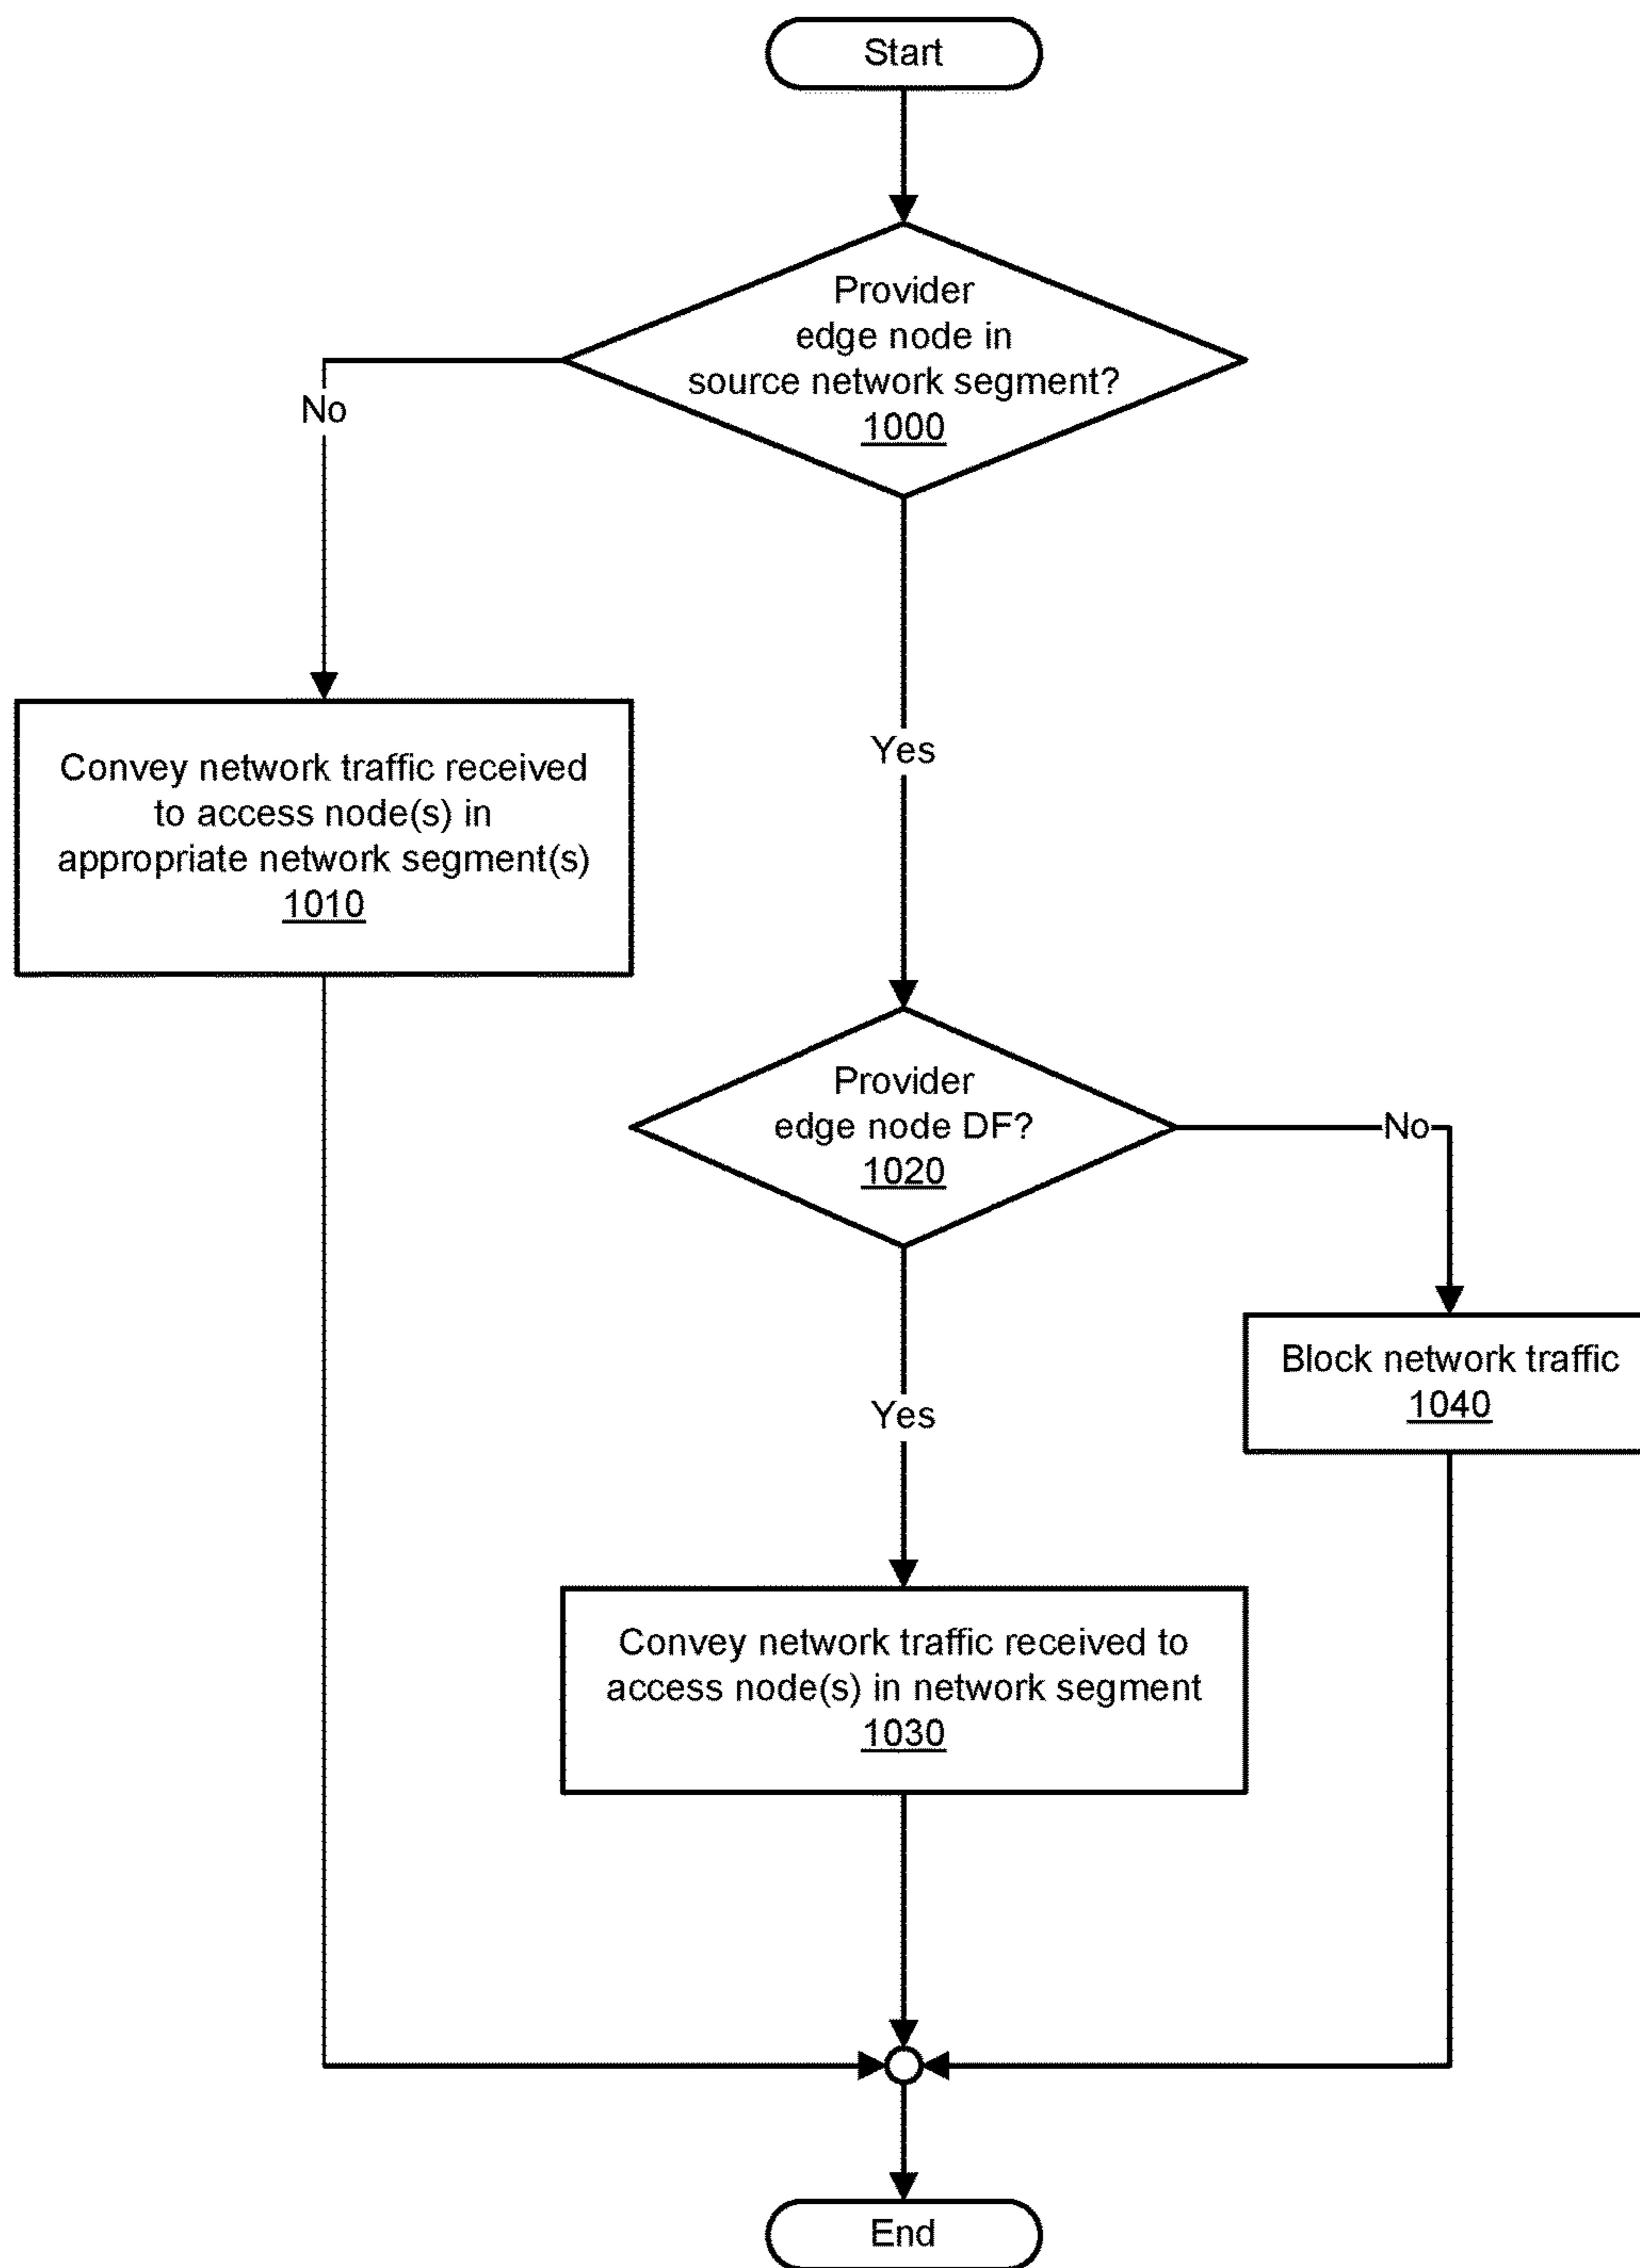 Start
Provider
edge node in
source network segment?
1000
No
Yes
Convey network traffic received
to access node(s) in
appropriate network segment(s)
1010
Provider
edge node DF?
1020
No
Block network traffic
1040
Yes
Convey network traffic received to
access node(s) in network segment
1030
End